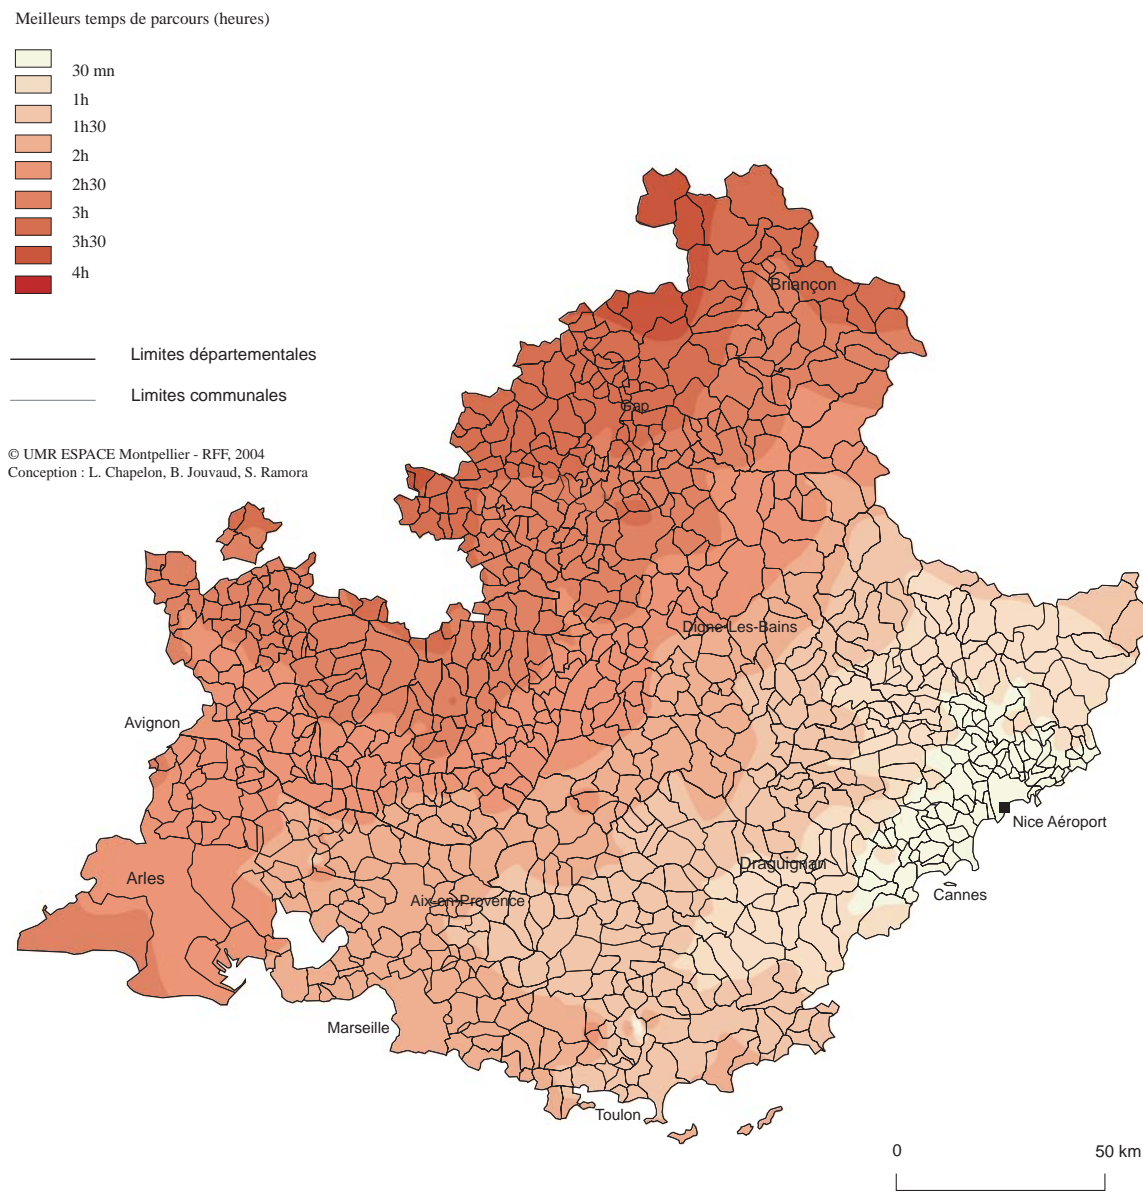 Meilleurs temps de parcours (heures)
30 mn
1h
1h30
2h
2h30
3h
3h30
4h
Limites départementales
Limites communales
© UMR ESPACE Montpellier - RFF, 2004
Conception : L. Chapelon, B. Jouvaud, S. Ramora
Briançon
Gap
Digne-Les-Bains
Avignon
Nice Aéroport
Draguignan
Arles
Cannes
Aix-en-Provence
Marseille
Toulon
0 50 km